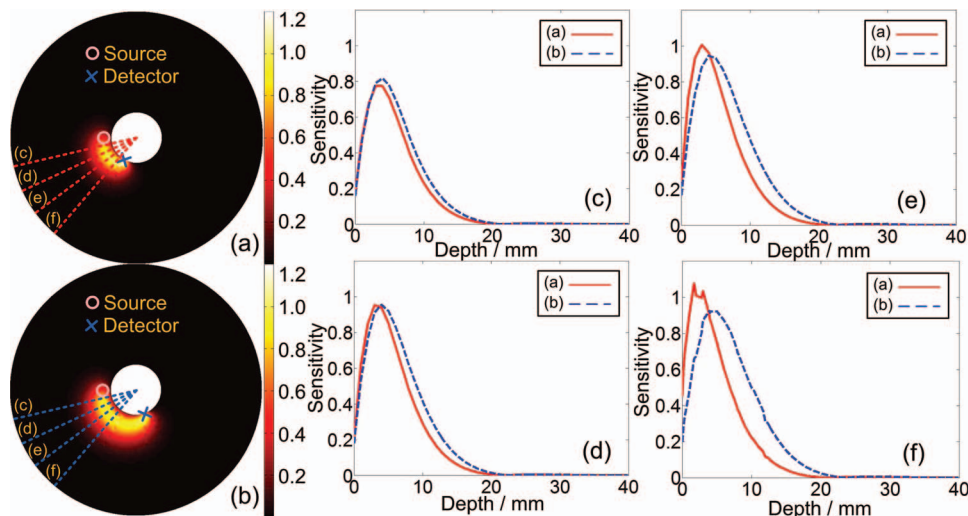 Source
Detector
(c)
(d)
(e)
(f)
(a)
1.2
1.0
0.8
0.6
0.4
0.2
Source
Detector
(c)
(d)
(e)
(f)
(b)
1.2
1.0
0.8
0.6
0.4
0.2
Sensitivity
1
0.8
0.6
0.4
0.2
0
0 10 20 30 40
Depth / mm
(a)
(b)
(c)
Sensitivity
1
0.8
0.6
0.4
0.2
0
0 10 20 30 40
Depth / mm
(a)
(b)
(e)
Sensitivity
1
0.8
0.6
0.4
0.2
0
0 10 20 30 40
Depth / mm
(a)
(b)
(d)
Sensitivity
1
0.8
0.6
0.4
0.2
0
0 10 20 30 40
Depth / mm
(a)
(b)
(f)